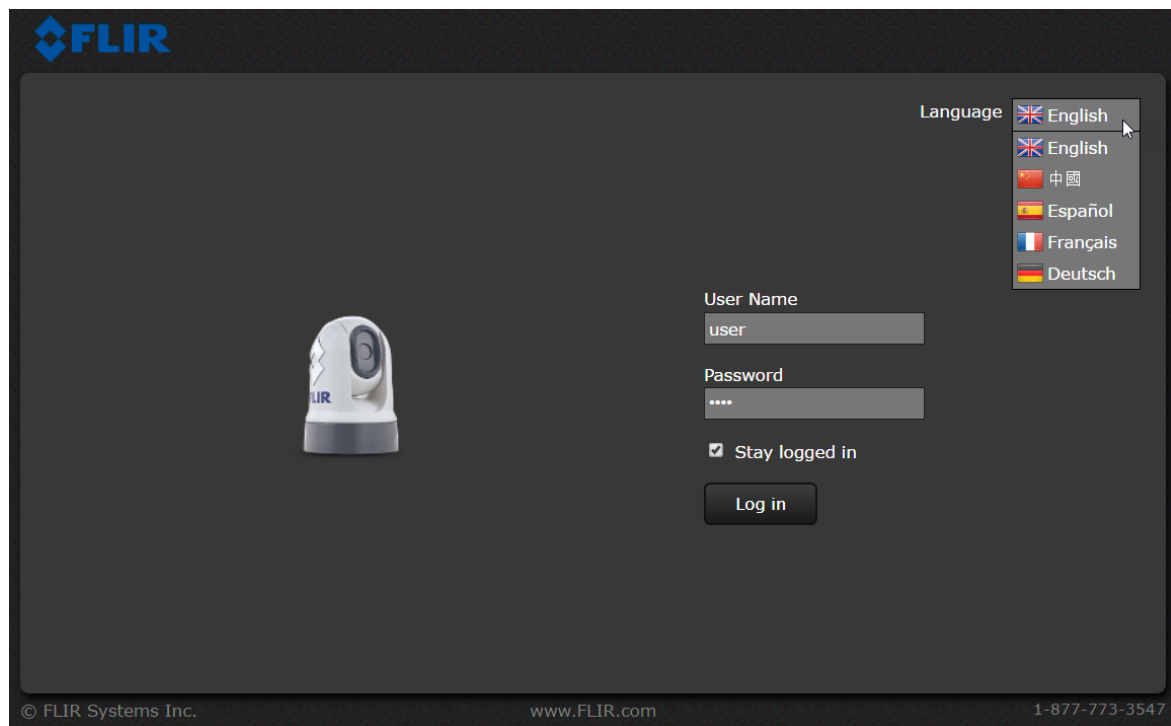 FLIR
Language English
English
中國
Español
Français
Deutsch
User Name
user
Password
••••
Stay logged in
Log in
FLIR
© FLIR Systems Inc. www.FLIR.com 1-877-773-3547